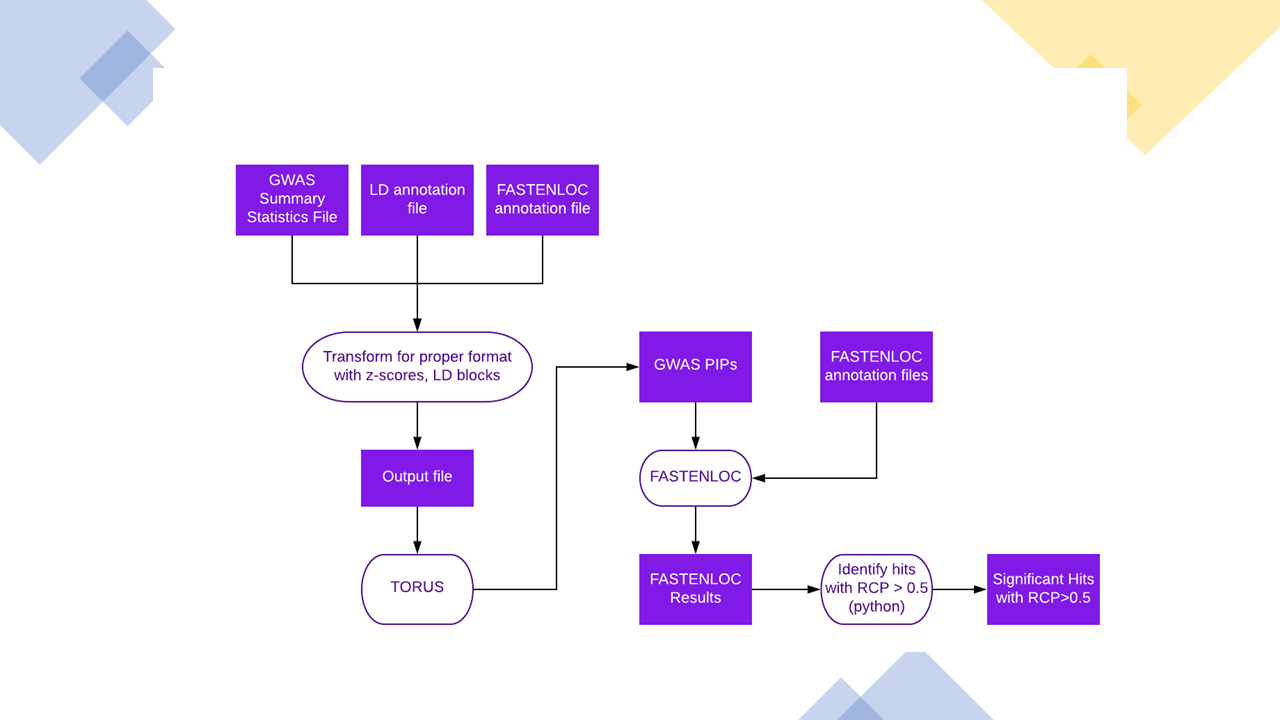 GWAS
Summary
Statistics File
LD annotation
file
FASTENLOC
annotation file
Transform for proper format
with z-scores, LD blocks
Output file
TORUS
GWAS PIPs
FASTENLOC
annotation files
FASTENLOC
FASTENLOC
Results
Identify hits
with RCP > 0.5
(python)
Significant Hits
with RCP>0.5